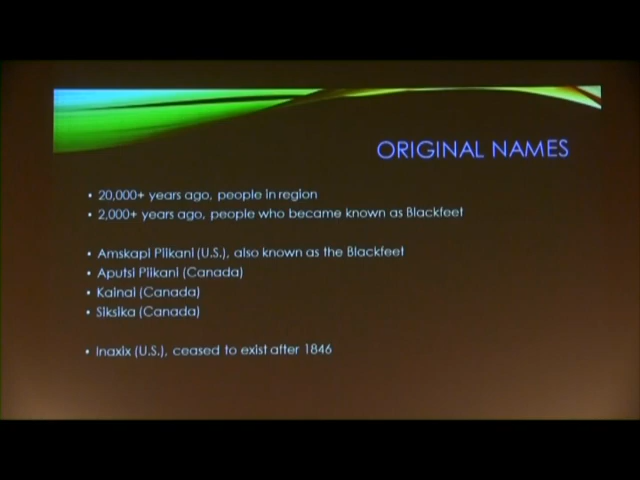 ORIGINAL NAMES
• 20,000+ years ago, people in region
• 2,000+ years ago, people who became known as Blackfeet
• Amskapi Piikani (U.S.), also known as the Blackfeet
• Aputsi Piikani (Canada)
• Kainai (Canada)
• Siksika (Canada)
• Inaxix (U.S.), ceased to exist after 1846